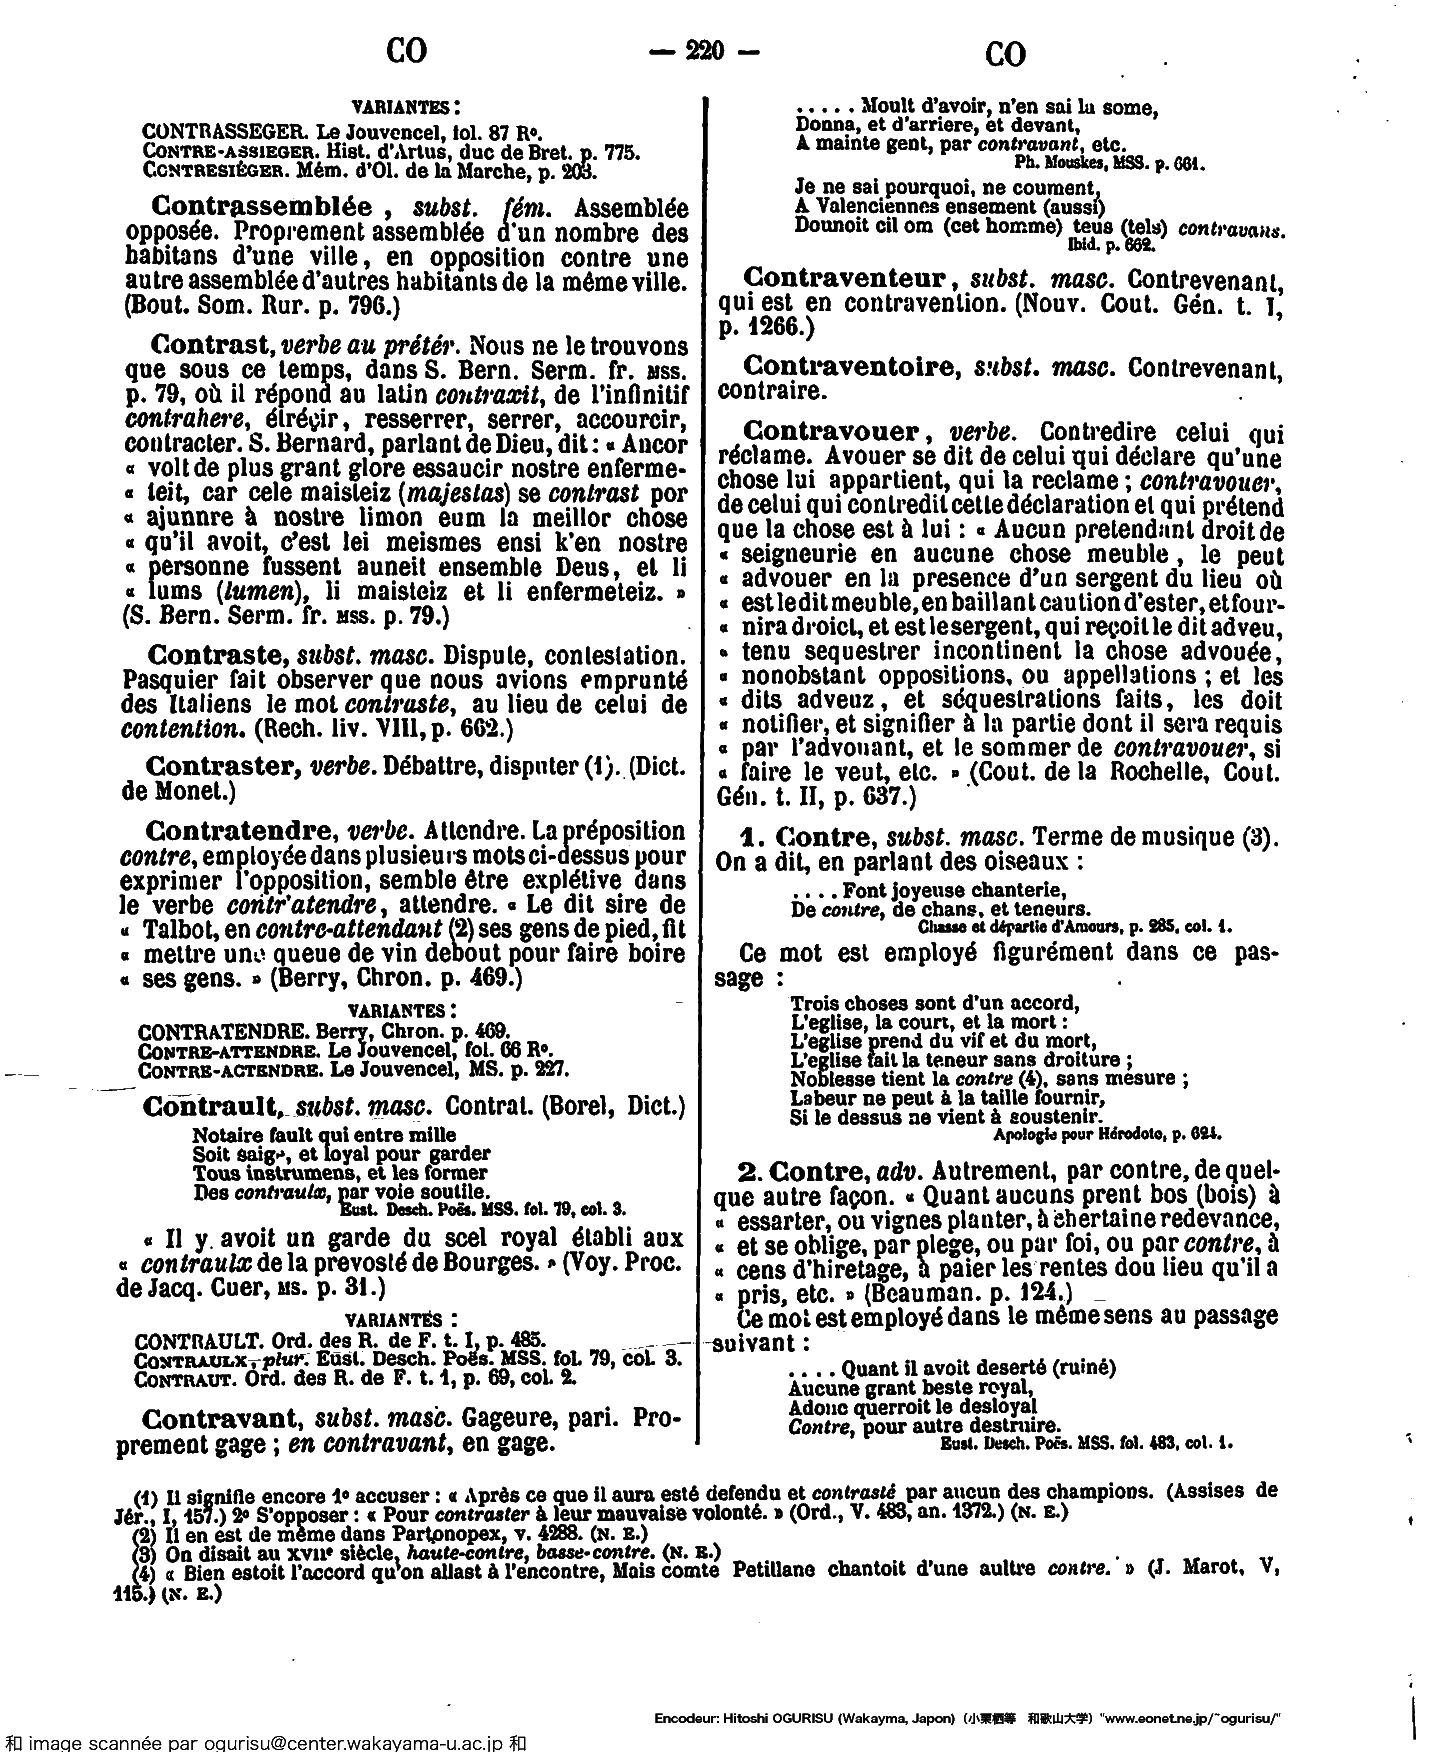 CO — 220 — CO
VARIANTES :
CONTRASSEGER. Le Jouvencel, fol. 87 Rº.
CONTRE-ASSIEGER. Hist. d'Artus, duc de Bret. p. 775.
CONTRESIÉGER. Mém. d'Ol. de la Marche, p. 203.
Contrassemblée, subst. fém. Assemblée
opposée. Proprement assemblée d'un nombre des
habitans d'une ville, en opposition contre une
autre assemblée d'autres habitants de la même ville.
(Bout. Som. Rur. p. 796.)
Contrast, verbe au prétér. Nous ne le trouvons
que sous ce temps, dans S. Bern. Serm. fr. MSS.
p. 79, où il répond au latin contraxit, de l'infinitif
contrahere, étréçir, resserrer, serrer, accourcir,
contracter. S. Bernard, parlant de Dieu, dit : « Ancor
« volt de plus grant glore essaucir nostre enferme-
« teit, car cele maisteiz (majestas) se contrast por
« ajunnre à nostre limon eum la meillor chose
« qu'il avoit, c'est lei meismes ensi k'en nostre
« personne fussent auneit ensemble Deus, et li
« lums (lumen), li maisteiz et li enfermeteiz. »
(S. Bern. Serm. fr. MSS. p. 79.)
Contraste, subst. masc. Dispute, contestation.
Pasquier fait observer que nous avions emprunté
des Italiens le mot contraste, au lieu de celui de
contention. (Rech. liv. VIII, p. 662.)
Contraster, verbe. Débattre, disputer (1). (Dict.
de Monet.)
Contratendre, verbe. Attendre. La préposition
contre, employée dans plusieurs mots ci-dessus pour
exprimer l'opposition, semble être explétive dans
le verbe contr'atendre, attendre. « Le dit sire de
« Talbot, en contre-attendant (2) ses gens de pied, fit
« mettre une queue de vin debout pour faire boire
« ses gens. » (Berry, Chron. p. 469.)
VARIANTES :
CONTRATENDRE. Berry, Chron. p. 469.
CONTRE-ATTENDRE. Le Jouvencel, fol. 66 Rº.
CONTRE-ACTENDRE. Le Jouvencel, MS. p. 227.
Contrault, subst. masc. Contrat. (Borel, Dict.)
Notaire fault qui entre mille
Soit saige, et loyal pour garder
Tous instrumens, et les former
Des contraulx, par voie soutile.
Eust. Desch. Poës. MSS. fol. 79, col. 3.
« Il y avoit un garde du scel royal établi aux
« contraulx de la prevosté de Bourges. » (Voy. Proc.
de Jacq. Cuer, MS. p. 31.)
VARIANTES :
CONTRAULT. Ord. des R. de F. t. I, p. 485.
CONTRAULX, plur. Eust. Desch. Poës. MSS. fol. 79, col. 3.
CONTRAUT. Ord. des R. de F. t. 1, p. 69, col. 2.
Contravant, subst. masc. Gageure, pari. Pro-
prement gage ; en contravant, en gage.
..... Moult d'avoir, n'en sai la some,
Donna, et d'arriere, et devant,
A mainte gent, par contravant, etc.
Ph. Mouskes, MSS. p. 661.
Je ne sai pourquoi, ne coument,
A Valenciennes ensement (aussi)
Dounoit cil om (cet homme) teus (tels) contravans.
Ibid. p. 662.
Contraventeur, subst. masc. Contrevenant,
qui est en contravention. (Nouv. Cout. Gén. t. I,
p. 1266.)
Contraventoire, subst. masc. Contrevenant,
contraire.
Contravouer, verbe. Contredire celui qui
réclame. Avouer se dit de celui qui déclare qu'une
chose lui appartient, qui la reclame ; contravouer,
de celui qui contredit cette déclaration et qui prétend
que la chose est à lui : « Aucun pretendant droit de
« seigneurie en aucune chose meuble, le peut
« advouer en la presence d'un sergent du lieu où
« est le dit meuble, en baillant caution d'ester, et four-
« nira droict, et est le sergent, qui reçoit le dit adveu,
« tenu sequestrer incontinent la chose advouée,
« nonobstant oppositions, ou appellations ; et les
« dits adveuz, et séquestrations faits, les doit
« notifier, et signifier à la partie dont il sera requis
« par l'advouant, et le sommer de contravouer, si
« faire le veut, etc. » (Cout. de la Rochelle, Cout.
Gén. t. II, p. 637.)
1. Contre, subst. masc. Terme de musique (3).
On a dit, en parlant des oiseaux :
.... Font joyeuse chanterie,
De contre, de chans, et teneurs.
Chasse et départie d'Amours, p. 285, col. 1.
Ce mot est employé figurément dans ce pas-
sage :
Trois choses sont d'un accord,
L'eglise, la court, et la mort :
L'eglise prend du vif et du mort,
L'eglise fait la teneur sans droiture ;
Noblesse tient la contre (4), sans mesure ;
Labeur ne peut à la taille fournir,
Si le dessus ne vient à soustenir.
Apologie pour Hérodote, p. 624.
2. Contre, adv. Autrement, par contre, de quel-
que autre façon. « Quant aucuns prent bos (bois) à
« essarter, ou vignes planter, à chertaine redevance,
« et se oblige, par plege, ou par foi, ou par contre, à
« cens d'hiretage, à paier les rentes dou lieu qu'il a
« pris, etc. » (Beauman. p. 124.)
Ce mot est employé dans le même sens au passage
suivant :
.... Quant il avoit deserté (ruiné)
Aucune grant beste royal,
Adonc querroit le desloyal
Contre, pour autre destruire.
Eust. Desch. Poës. MSS. fol. 483, col. 1.
(1) Il signifie encore 1º accuser : « Après ce que il aura esté defendu et contrasté par aucun des champions. (Assises de
Jér., I, 157.) 2º S'opposer : « Pour contraster à leur mauvaise volonté. » (Ord., V. 483, an. 1372.) (N. E.)
(2) Il en est de même dans Partonopex, v. 4288. (N. E.)
(3) On disait au XVIIe siècle, haute-contre, basse-contre. (N. E.)
(4) « Bien estoit l'accord qu'on allast à l'encontre, Mais comte Petillane chantoit d'une aultre contre. » (J. Marot, V,
115.) (N. E.)
Encodeur: Hitoshi OGURISU (Wakayma, Japon) (小栗栖等 和歌山大学) "www.eonet.ne.jp/~ogurisu/"
和 image scannée par ogurisu@center.wakayama-u.ac.jp 和